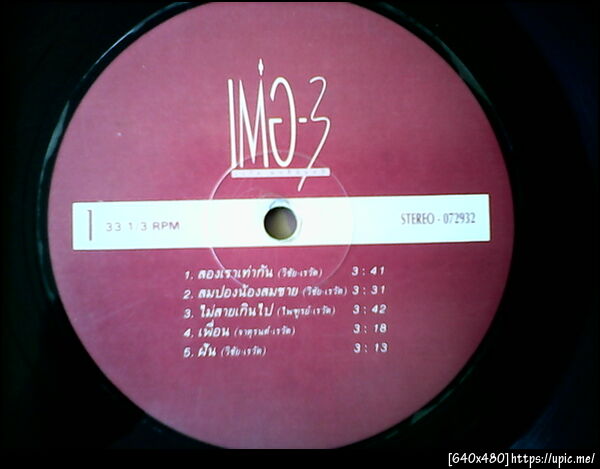 เต๋อ-3
1 33 1/3 RPM STEREO - 072932
1. สองเราเท่ากัน (วิชัย-เรวัต) 3 : 41
2. สมปองน้องสมชาย (วิชัย-เรวัต) 3 : 31
3. ไม่สายเกินไป (ไพฑูรย์-เรวัต) 3 : 42
4. เพื่อน (จาตุรนต์-เรวัต) 3 : 18
5. ฝัน (วิชัย-เรวัต) 3 : 13
[640x480]https://upic.me/